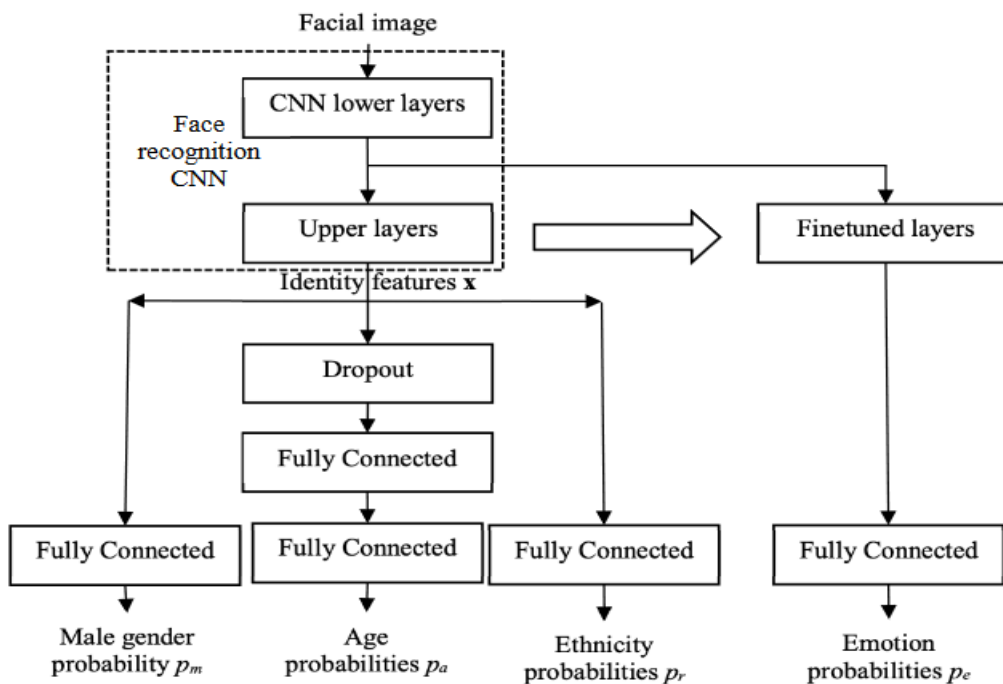 Facial image
CNN lower layers
Face
recognition
CNN
Upper layers
Finetuned layers
Identity features x
Dropout
Fully Connected
Fully Connected
Fully Connected
Fully Connected
Fully Connected
Male gender
probability pm
Age
probabilities pa
Ethnicity
probabilities pr
Emotion
probabilities pe